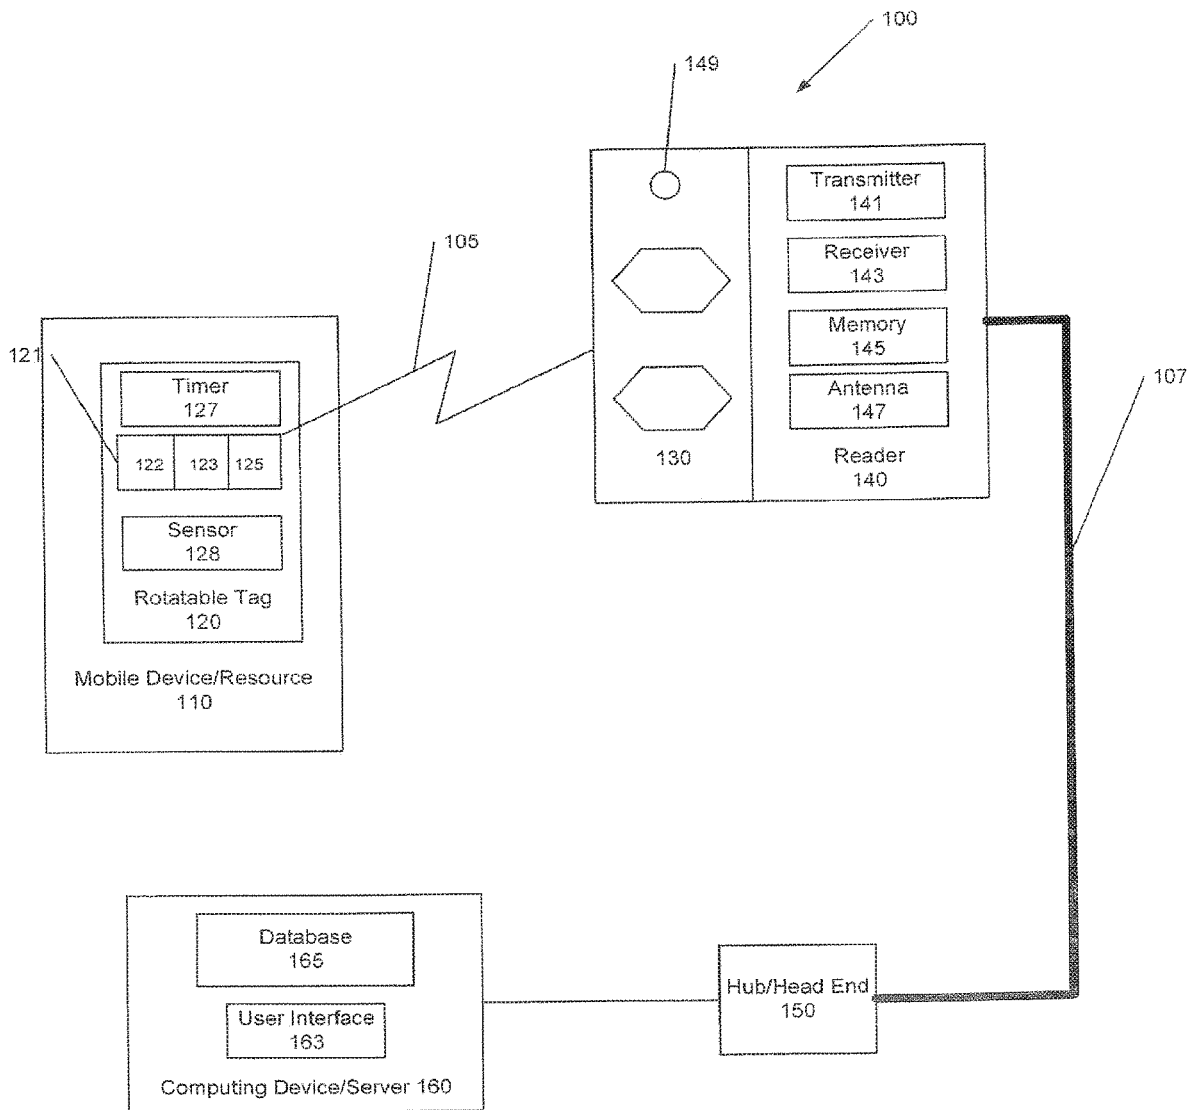 100
149
Transmitter
141
105
Receiver
143
Memory
145
121
Timer
127
Antenna
147
107
122 123 125
130
Reader
140
Sensor
128
Rotatable Tag
120
Mobile Device/Resource
110
Database
165
Hub/Head End
150
User Interface
163
Computing Device/Server 160